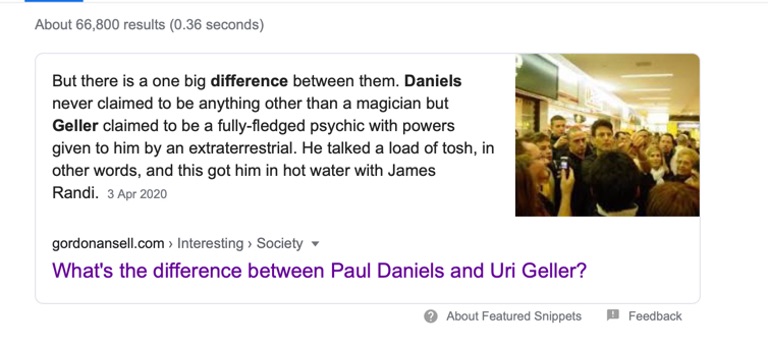 About 66,800 results (0.36 seconds)
But there is a one big difference between them. Daniels
never claimed to be anything other than a magician but
Geller claimed to be a fully-fledged psychic with powers
given to him by an extraterrestrial. He talked a load of tosh, in
other words, and this got him in hot water with James
Randi. 3 Apr 2020
gordonansell.com › Interesting › Society
What's the difference between Paul Daniels and Uri Geller?
About Featured Snippets Feedback